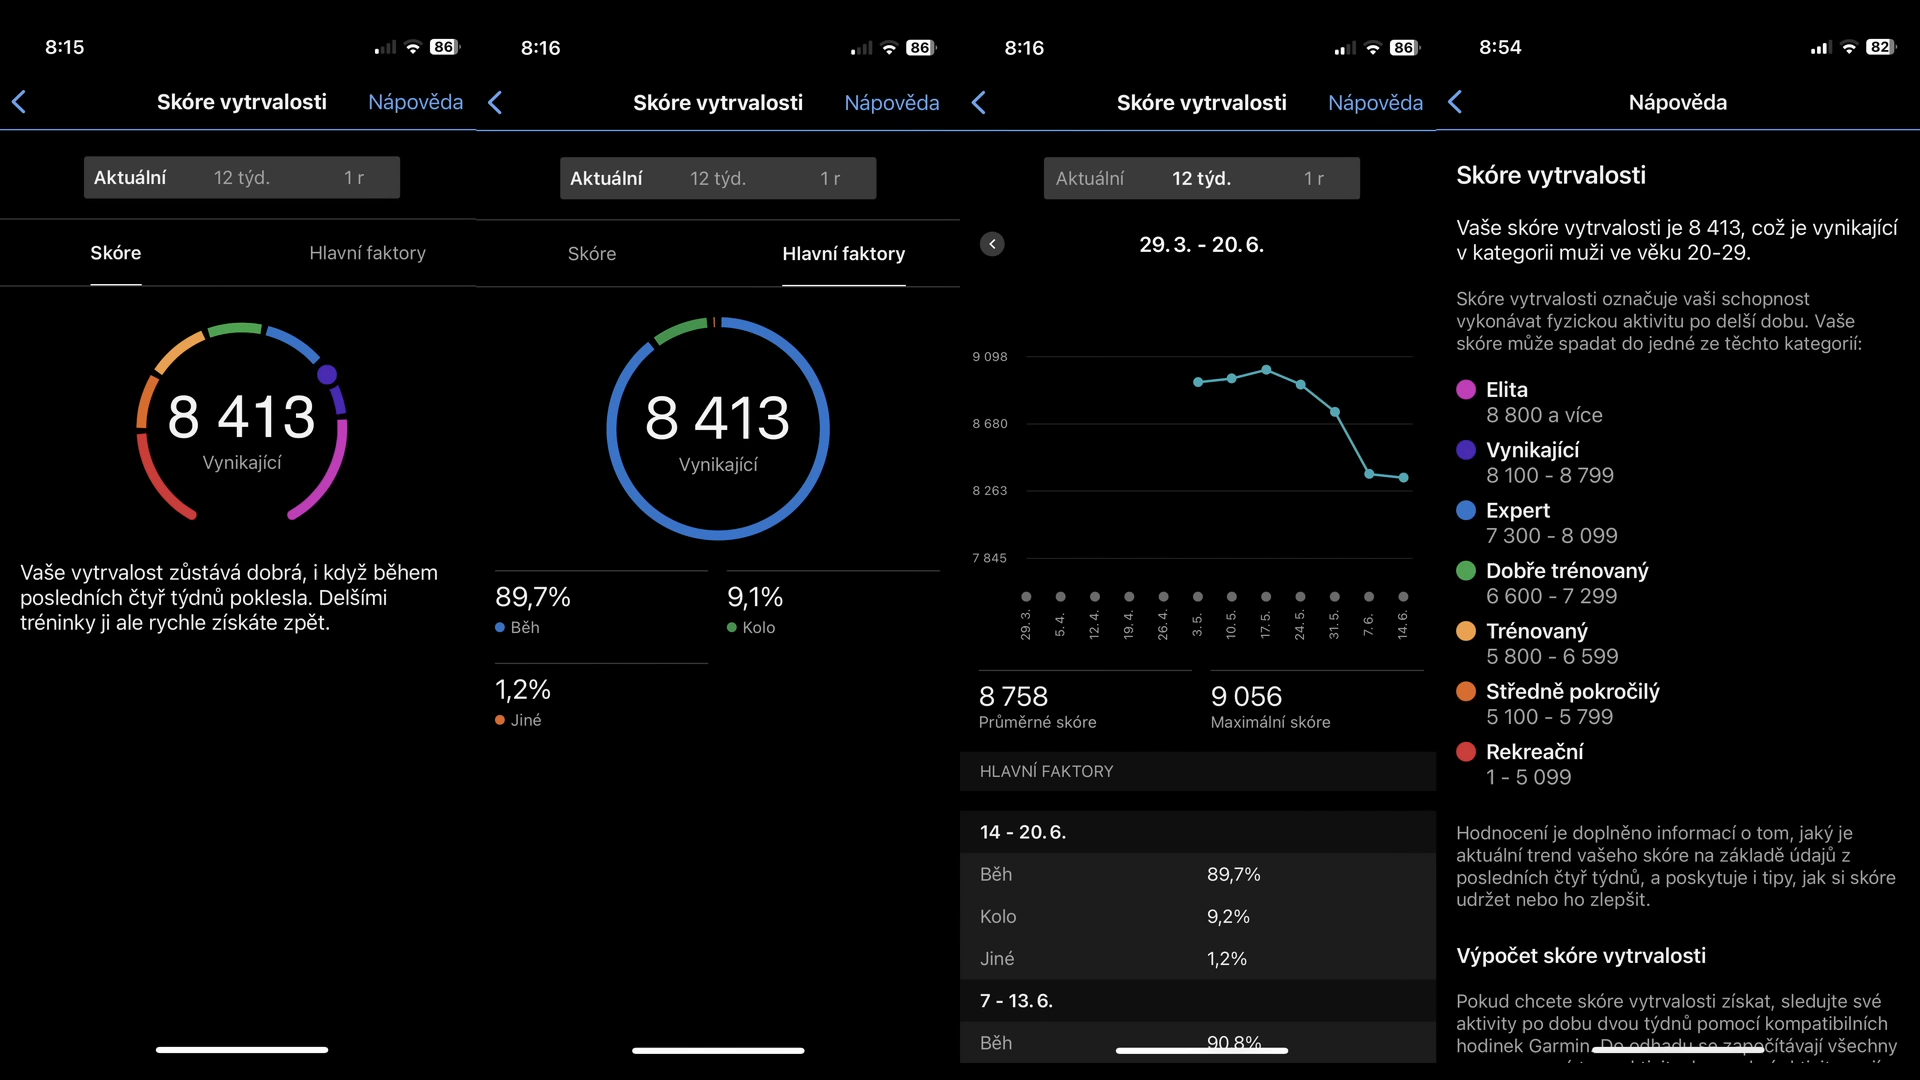 8:15
86
Skóre vytrvalosti
Nápověda
Aktuální 12 týd. 1 r
Skóre Hlavní faktory
8 413
Vynikající
Vaše vytrvalost zůstává dobrá, i když během
posledních čtyř týdnů poklesla. Delšími
tréninky ji ale rychle získáte zpět.
8:16
86
Skóre vytrvalosti
Nápověda
Aktuální 12 týd. 1 r
Skóre Hlavní faktory
8 413
Vynikající
89,7% 9,1%
Běh Kolo
1,2%
Jiné
8:16
86
Skóre vytrvalosti
Nápověda
Aktuální 12 týd. 1 r
29. 3. - 20. 6.
9 098
8 680
8 263
7 845
29. 3. 5. 4. 12. 4. 19. 4. 26. 4. 3. 5. 10. 5. 17. 5. 24. 5. 31. 5. 7. 6. 14. 6.
8 758 9 056
Průměrné skóre Maximální skóre
HLAVNÍ FAKTORY
14 - 20. 6.
Běh 89,7%
Kolo 9,2%
Jiné 1,2%
7 - 13. 6.
Běh 90,8%
8:54
82
Nápověda
Skóre vytrvalosti
Vaše skóre vytrvalosti je 8 413, což je vynikající
v kategorii muži ve věku 20-29.
Skóre vytrvalosti označuje vaši schopnost
vykonávat fyzickou aktivitu po delší dobu. Vaše
skóre může spadat do jedné ze těchto kategorií:
Elita
8 800 a více
Vynikající
8 100 - 8 799
Expert
7 300 - 8 099
Dobře trénovaný
6 600 - 7 299
Trénovaný
5 800 - 6 599
Středně pokročilý
5 100 - 5 799
Rekreační
1 - 5 099
Hodnocení je doplněno informací o tom, jaký je
aktuální trend vašeho skóre na základě údajů z
posledních čtyř týdnů, a poskytuje i tipy, jak si skóre
udržet nebo ho zlepšit.
Výpočet skóre vytrvalosti
Pokud chcete skóre vytrvalosti získat, sledujte své
aktivity po dobu dvou týdnů pomocí kompatibilních
hodinek Garmin. Do odhadu se započítávají všechny